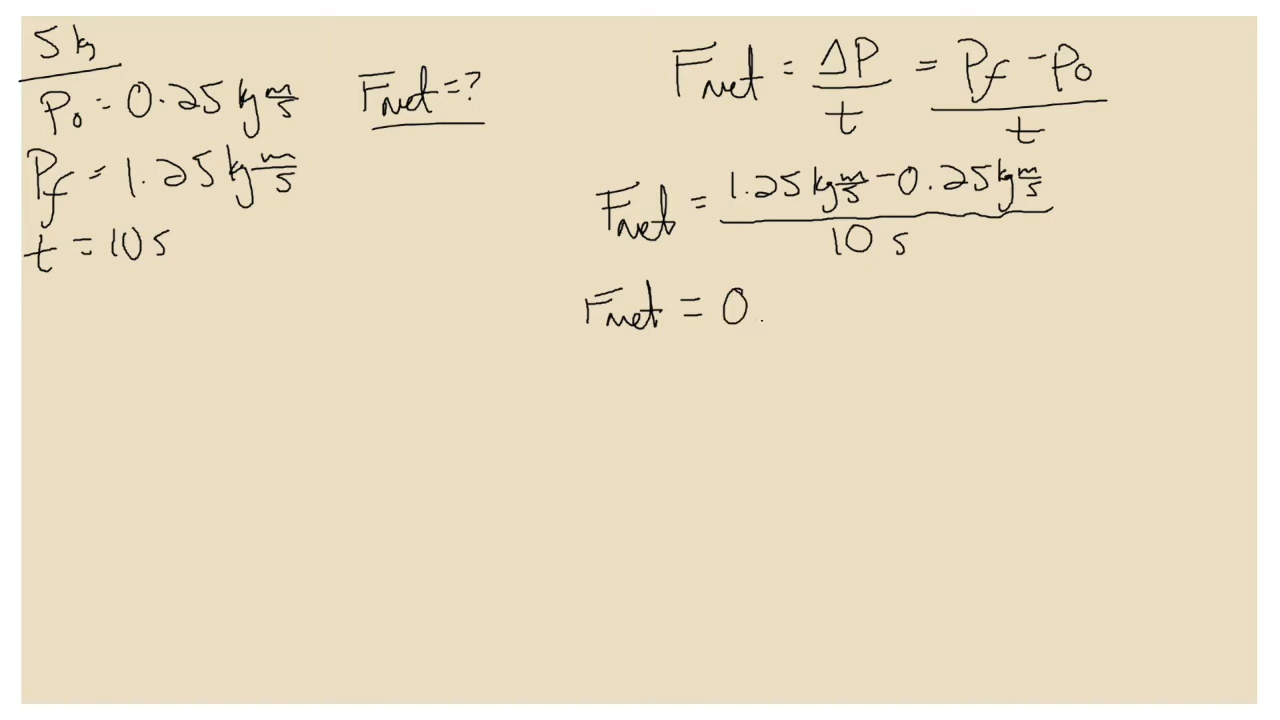 5 kg
P₀ = 0.25 kg m/s
Pf = 1.25 kg m/s
t = 10 s
Fnet = ?
Fnet = ΔP/t = (Pf - P₀)/t
Fnet = (1.25 kg m/s - 0.25 kg m/s)/10 s
Fnet = 0.